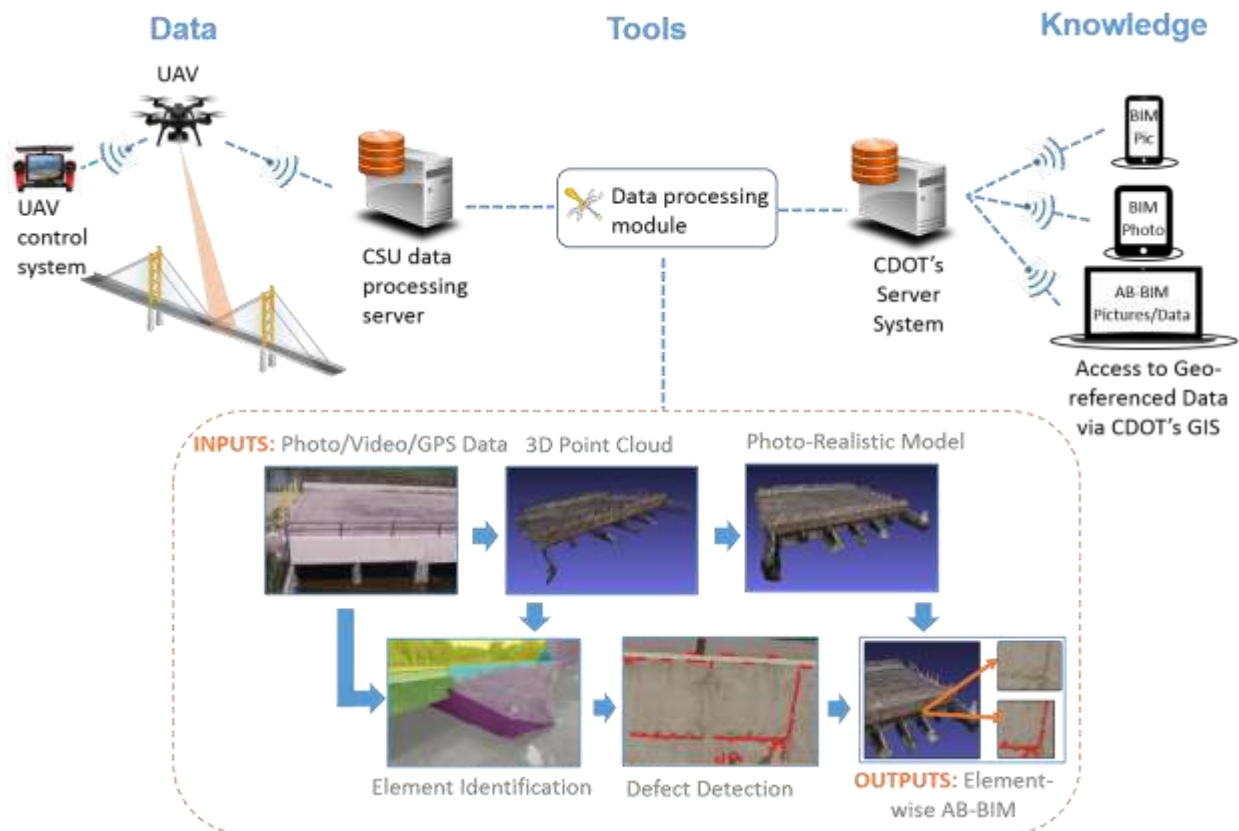 Data
Tools
Knowledge
UAV
UAV
control
system
CSU data
processing
server
Data processing
module
CDOT's
Server
System
BIM
Pic
BIM
Photo
AB-BIM
Pictures/Data
Access to Geo-
referenced Data
via CDOT's GIS
INPUTS: Photo/Video/GPS Data
3D Point Cloud
Photo-Realistic Model
Element Identification
Defect Detection
OUTPUTS: Element-
wise AB-BIM